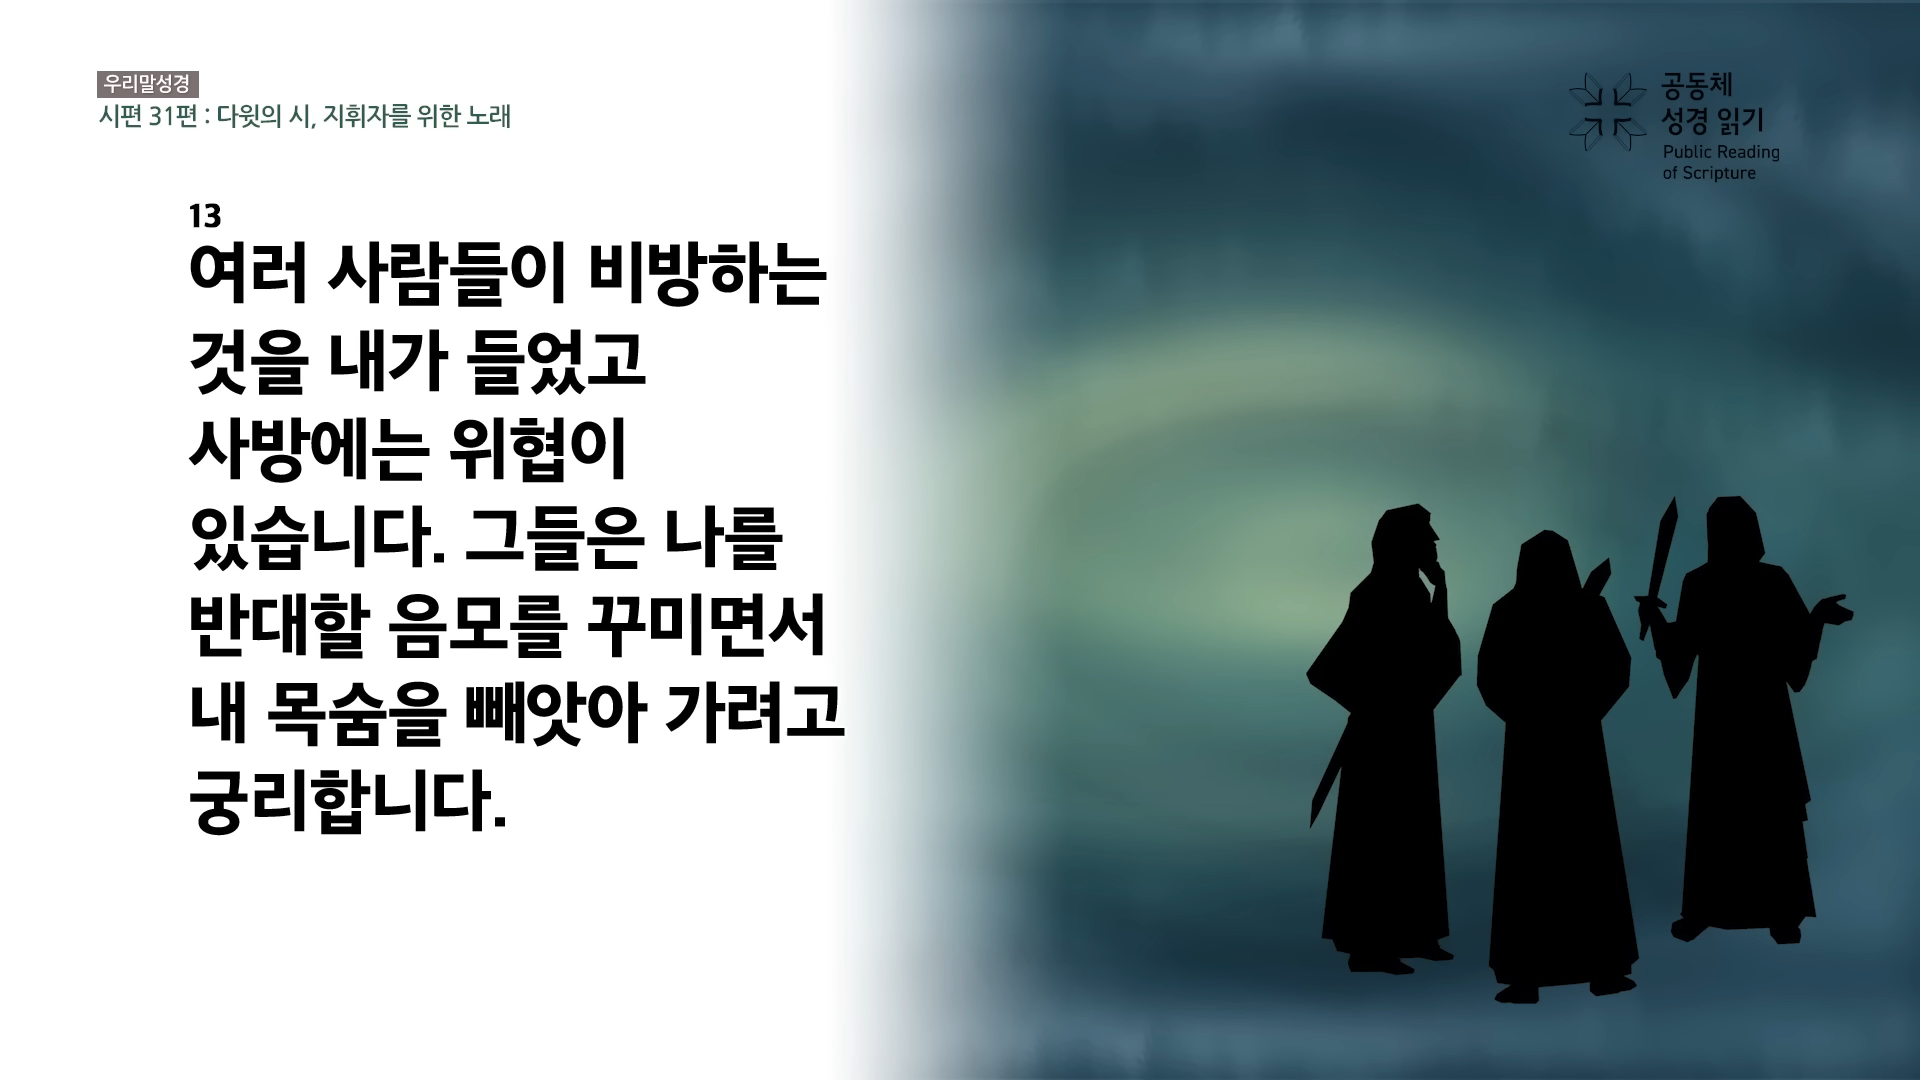 우리말성경
시편 31편 : 다윗의 시, 지휘자를 위한 노래
공동체
성경 읽기
Public Reading
of Scripture
13
여러 사람들이 비방하는
것을 내가 들었고
사방에는 위협이
있습니다. 그들은 나를
반대할 음모를 꾸미면서
내 목숨을 빼앗아 가려고
궁리합니다.